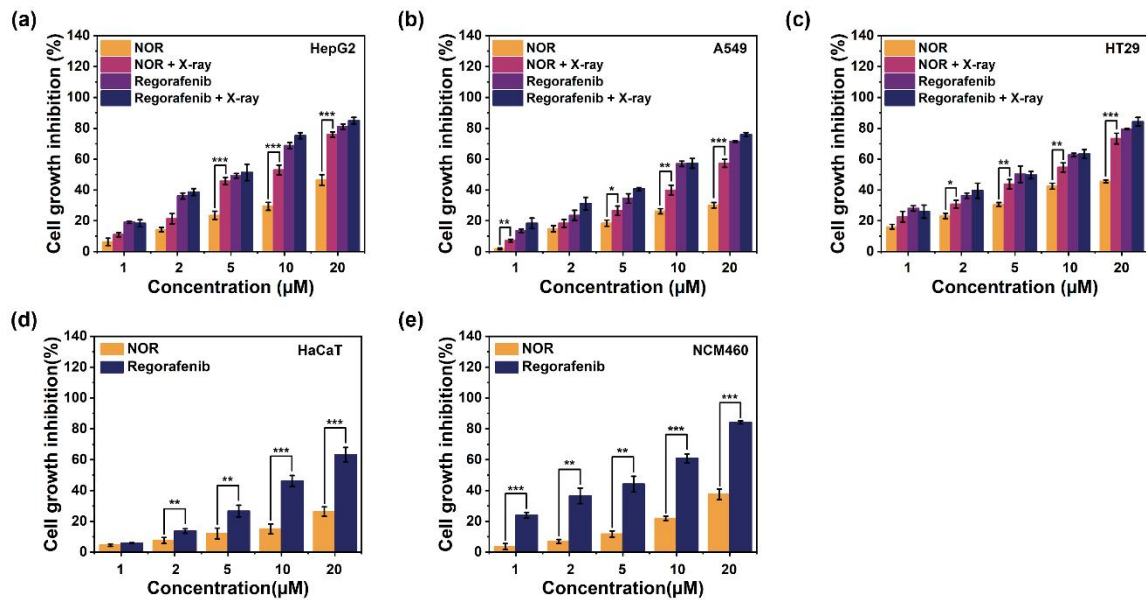 (a)
Cell growth inhibition (%)
140
120
100
80
60
40
20
0
NOR
NOR + X-ray
Regorafenib
Regorafenib + X-ray
HepG2
***
***
***
1 2 5 10 20
Concentration (μM)
(b)
Cell growth inhibition (%)
140
120
100
80
60
40
20
0
NOR
NOR + X-ray
Regorafenib
Regorafenib + X-ray
A549
**
*
**
***
1 2 5 10 20
Concentration (μM)
(c)
Cell growth inhibition (%)
140
120
100
80
60
40
20
0
NOR
NOR + X-ray
Regorafenib
Regorafenib + X-ray
HT29
*
**
**
***
1 2 5 10 20
Concentration (μM)
(d)
Cell growth inhibition(%)
140
120
100
80
60
40
20
0
NOR
Regorafenib
HaCaT
**
**
***
***
1 2 5 10 20
Concentration(μM)
(e)
Cell growth inhibition(%)
140
120
100
80
60
40
20
0
NOR
Regorafenib
NCM460
***
**
**
***
***
1 2 5 10 20
Concentration(μM)